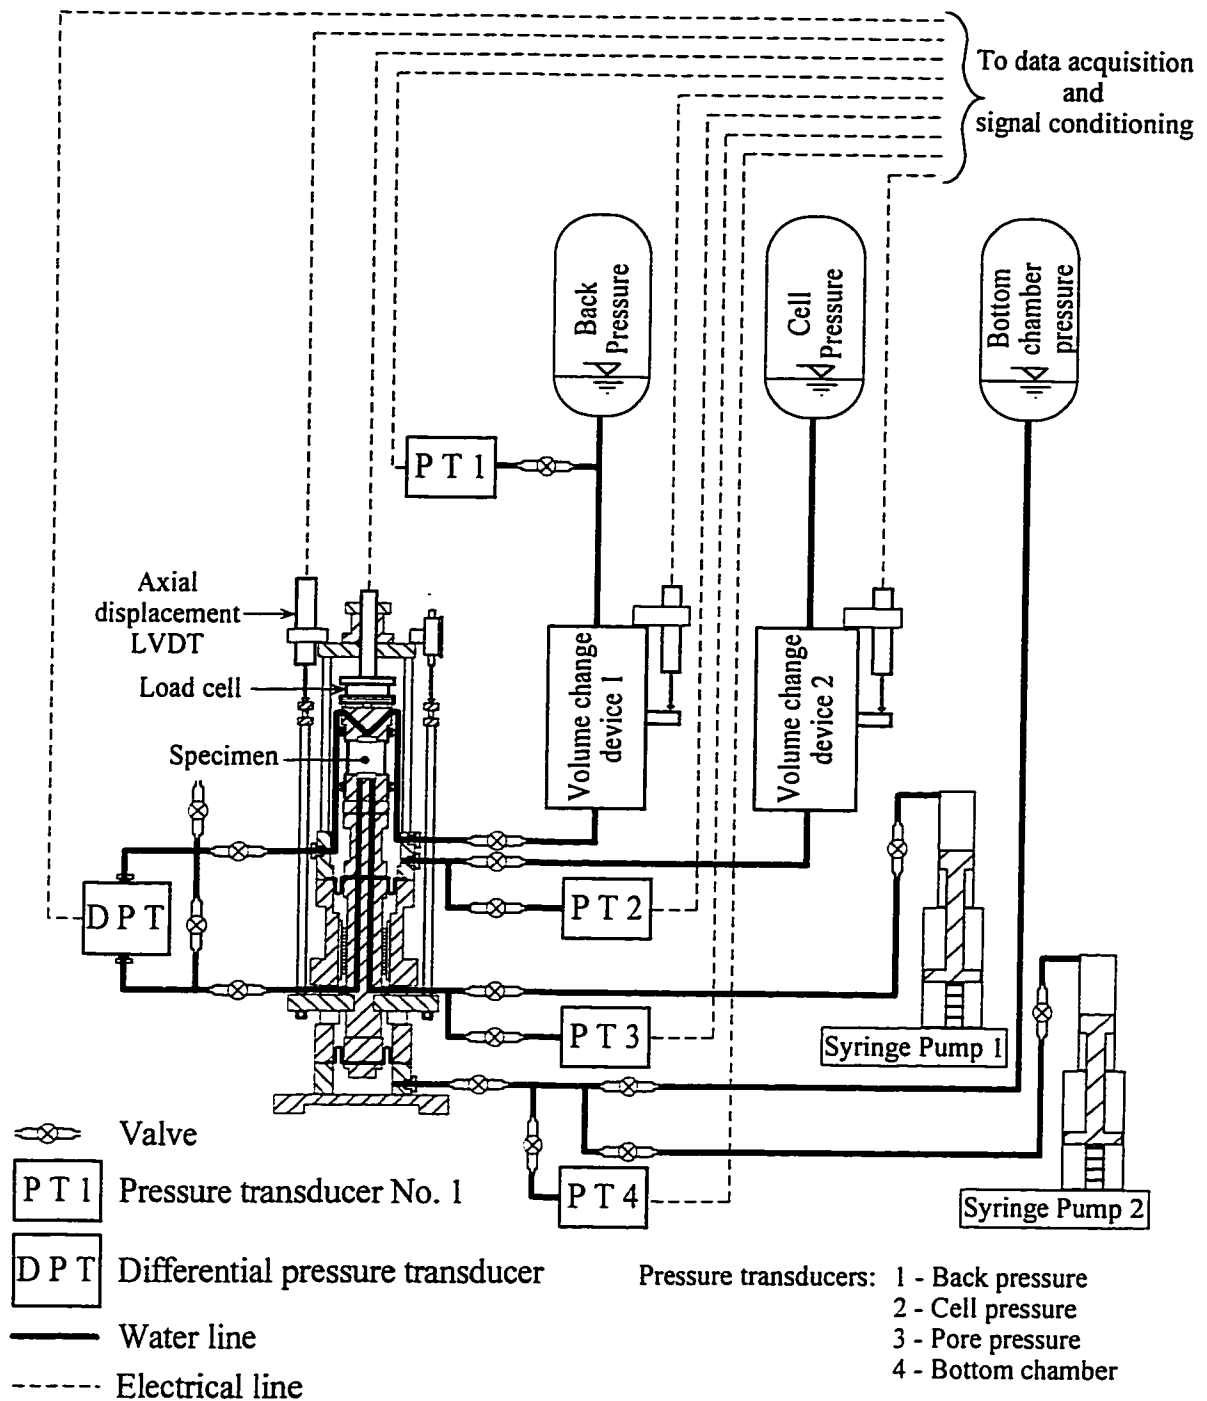 To data acquisition
and
signal conditioning
Back
Pressure
Cell
Pressure
Bottom
chamber
pressure
P T 1
Axial
displacement
LVDT
Load cell
Specimen
Volume change
device 1
Volume change
device 2
D P T
P T 2
P T 3
Syringe Pump 1
P T 4
Syringe Pump 2
Valve
P T 1
Pressure transducer No. 1
D P T
Differential pressure transducer
Water line
Electrical line
Pressure transducers: 1 - Back pressure
2 - Cell pressure
3 - Pore pressure
4 - Bottom chamber